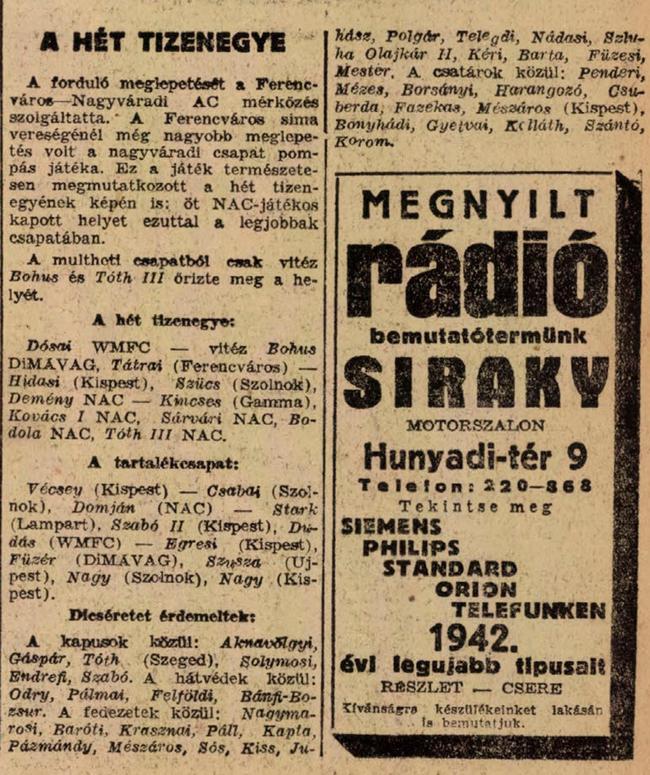 A HÉT TIZENEGYE
A forduló meglepetését a Ferenc-
város—Nagyváradi AC mérkőzés
szolgáltatta. A Ferencváros sima
vereségénél még nagyobb meglepe-
tés volt a nagyváradi csapat pom-
pás játéka. Ez a játék természete-
sen megmutatkozott a hét tizen-
egyének képén is: öt NAC-játékos
kapott helyet ezuttal a legjobbak
csapatában.
A multheti csapatból csak vitéz
Bohus és Tóth III őrizte meg a he-
lyét.
A hét tizenegye:
Dósai WMFC — vitéz Bohus
DiMÁVAG, Tátrai (Ferencváros) —
Hidasi (Kispest), Szücs (Szolnok),
Demény NAC — Kincses (Gamma),
Kovács I NAC, Sárvári NAC, Bo-
dola NAC, Tóth III NAC.
A tartalékcsapat:
Vécsey (Kispest) — Csabai (Szol-
nok), Domján (NAC) — Stark
(Lampart), Szabó II (Kispest), Du-
dás (WMFC) — Egresi (Kispest),
Füzér (DiMÁVAG), Szusza (Uj-
pest), Nagy (Szolnok), Nagy (Kis-
pest).
Dicséretet érdemeltek:
A kapusok közül: Aknavölgyi,
Gáspár, Tóth (Szeged), Solymosi,
Endrefi, Szabó. A hátvédek közül:
Odry, Pálmai, Felföldi, Bánfi-Bo-
zsur. A fedezetek közül: Nagyma-
rosi, Baróti, Krasznai, Páll, Kapta,
Pázmándy, Mészáros, Sós, Kiss, Ju-
hász, Polgár, Telegdi, Nádasi, Szlu-
ha Olajkár II, Kéri, Barta, Füzesi,
Mester. A csatárok közül: Penderi,
Mézes, Borsányi, Harangozó, Csu-
berda, Fazekas, Mészáros (Kispest),
Bonyhádi, Gyetvai, Kolláth, Szántó,
Korom.
MEGNYILT
rádió
bemutatótermünk
SIRAKY
MOTORSZALON
Hunyadi-tér 9
Telefon: 220—868
Tekintse meg
SIEMENS
PHILIPS
STANDARD
ORION
TELEFUNKEN
1942.
évi legujabb tipusait
RÉSZLET — CSERE
Kívánságra készülékeinket lakásán
is bemutatjuk.